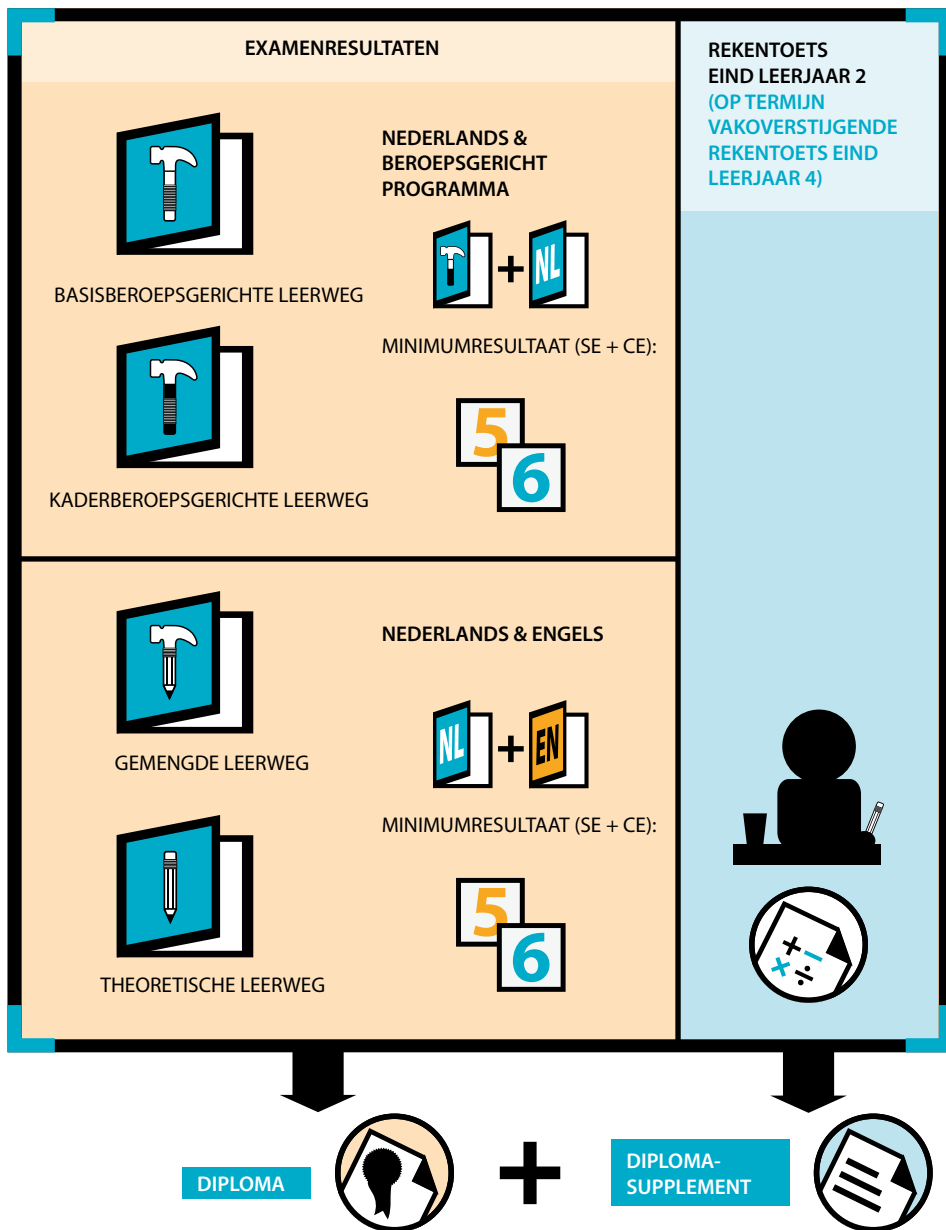 EXAMENRESULTATEN
BASISBEROEPSGERICHTE LEERWEG
KADERBEROEPSGERICHTE LEERWEG
NEDERLANDS &
BEROEPSGERICHT
PROGRAMMA
NL
MINIMUMRESULTAAT (SE + CE):
5
6
GEMENGDE LEERWEG
THEORETISCHE LEERWEG
NEDERLANDS & ENGELS
NL + EN
MINIMUMRESULTAAT (SE + CE):
5
6
REKENTOETS
EIND LEERJAAR 2
(OP TERMIJN
VAKOVERSTIJGENDE
REKENTOETS EIND
LEERJAAR 4)
+ −
× ÷
DIPLOMA
+
DIPLOMA-
SUPPLEMENT